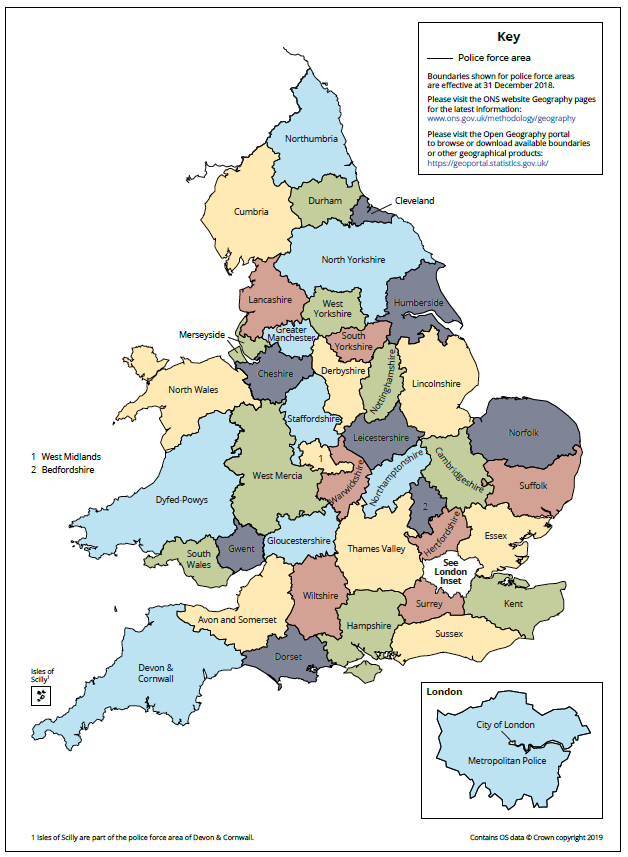 Key
Police force area
Boundaries shown for police force areas
are effective at 31 December 2018.
Please visit the ONS website Geography pages
for the latest information:
www.ons.gov.uk/methodology/geography
Please visit the Open Geography portal
to browse or download available boundaries
or other geographical products:
https://geoportal.statistics.gov.uk/
Northumbria
Durham
Cleveland
Cumbria
North Yorkshire
Lancashire
West
Yorkshire
Humberside
Merseyside
Greater
Manchester
South
Yorkshire
Cheshire
Derbyshire
Nottinghamshire
Lincolnshire
North Wales
Staffordshire
Leicestershire
Norfolk
1 West Midlands
2 Bedfordshire
1
West Mercia
Warwickshire
Northamptonshire
Cambridgeshire
Suffolk
Dyfed-Powys
2
Hertfordshire
Essex
South
Wales
Gwent
Gloucestershire
Thames Valley
See
London
Inset
Wiltshire
Surrey
Kent
Avon and Somerset
Hampshire
Sussex
Dorset
Devon &
Cornwall
Isles of
Scilly1
London
City of London
Metropolitan Police
1 Isles of Scilly are part of the police force area of Devon & Cornwall.
Contains OS data © Crown copyright 2019